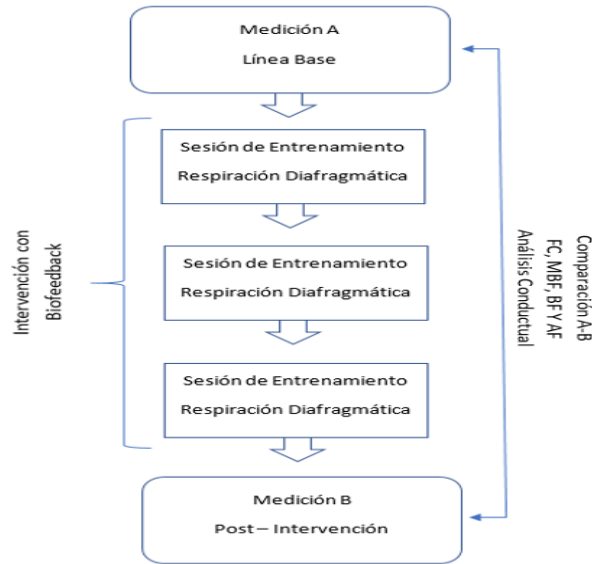 Medición A
Línea Base
Sesión de Entrenamiento
Respiración Diafragmática
Sesión de Entrenamiento
Respiración Diafragmática
Sesión de Entrenamiento
Respiración Diafragmática
Medición B
Post – Intervención
Intervención con
Biofeedback
Comparación A-B
FC, MBF, BF Y AF
Análisis Conductual